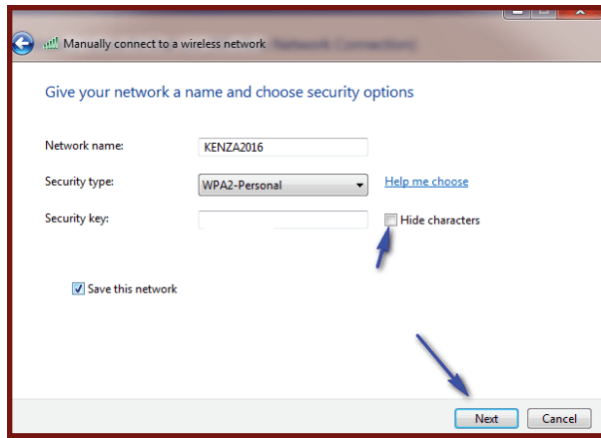 Manually connect to a wireless network
Give your network a name and choose security options
Network name: KENZA2016
Security type: WPA2-Personal Help me choose
Security key: Hide characters
Save this network
Next Cancel